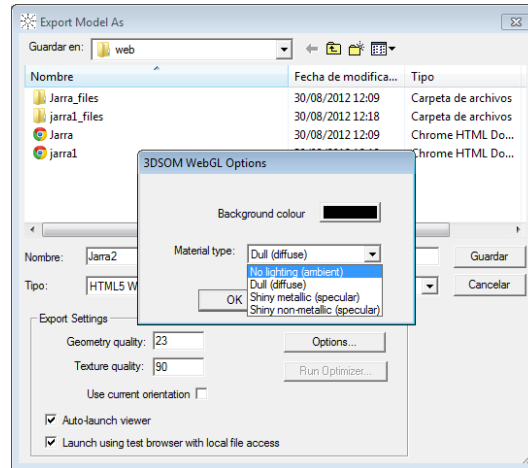 Export Model As
Guardar en: web
Nombre Fecha de modifica... Tipo
Jarra_files 30/08/2012 12:09 Carpeta de archivos
jarra1_files 30/08/2012 12:18 Carpeta de archivos
Jarra 30/08/2012 12:09 Chrome HTML Do...
jarra1 Chrome HTML Do...
3DSOM WebGL Options
Background colour
Material type: Dull (diffuse)
No lighting (ambient)
Dull (diffuse)
Shiny metallic (specular)
Shiny non-metallic (specular)
OK
Nombre: Jarra2 Guardar
Tipo: HTML5 W Cancelar
Export Settings
Geometry quality: 23 Options...
Texture quality: 90 Run Optimizer...
Use current orientation
Auto-launch viewer
Launch using test browser with local file access